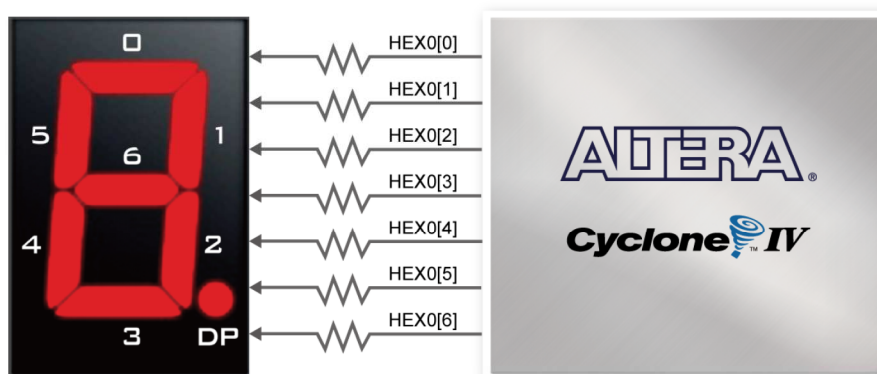 0
5
1
6
4
2
3
DP
HEX0[0]
HEX0[1]
HEX0[2]
HEX0[3]
HEX0[4]
HEX0[5]
HEX0[6]
ALTERA®
Cyclone™ IV